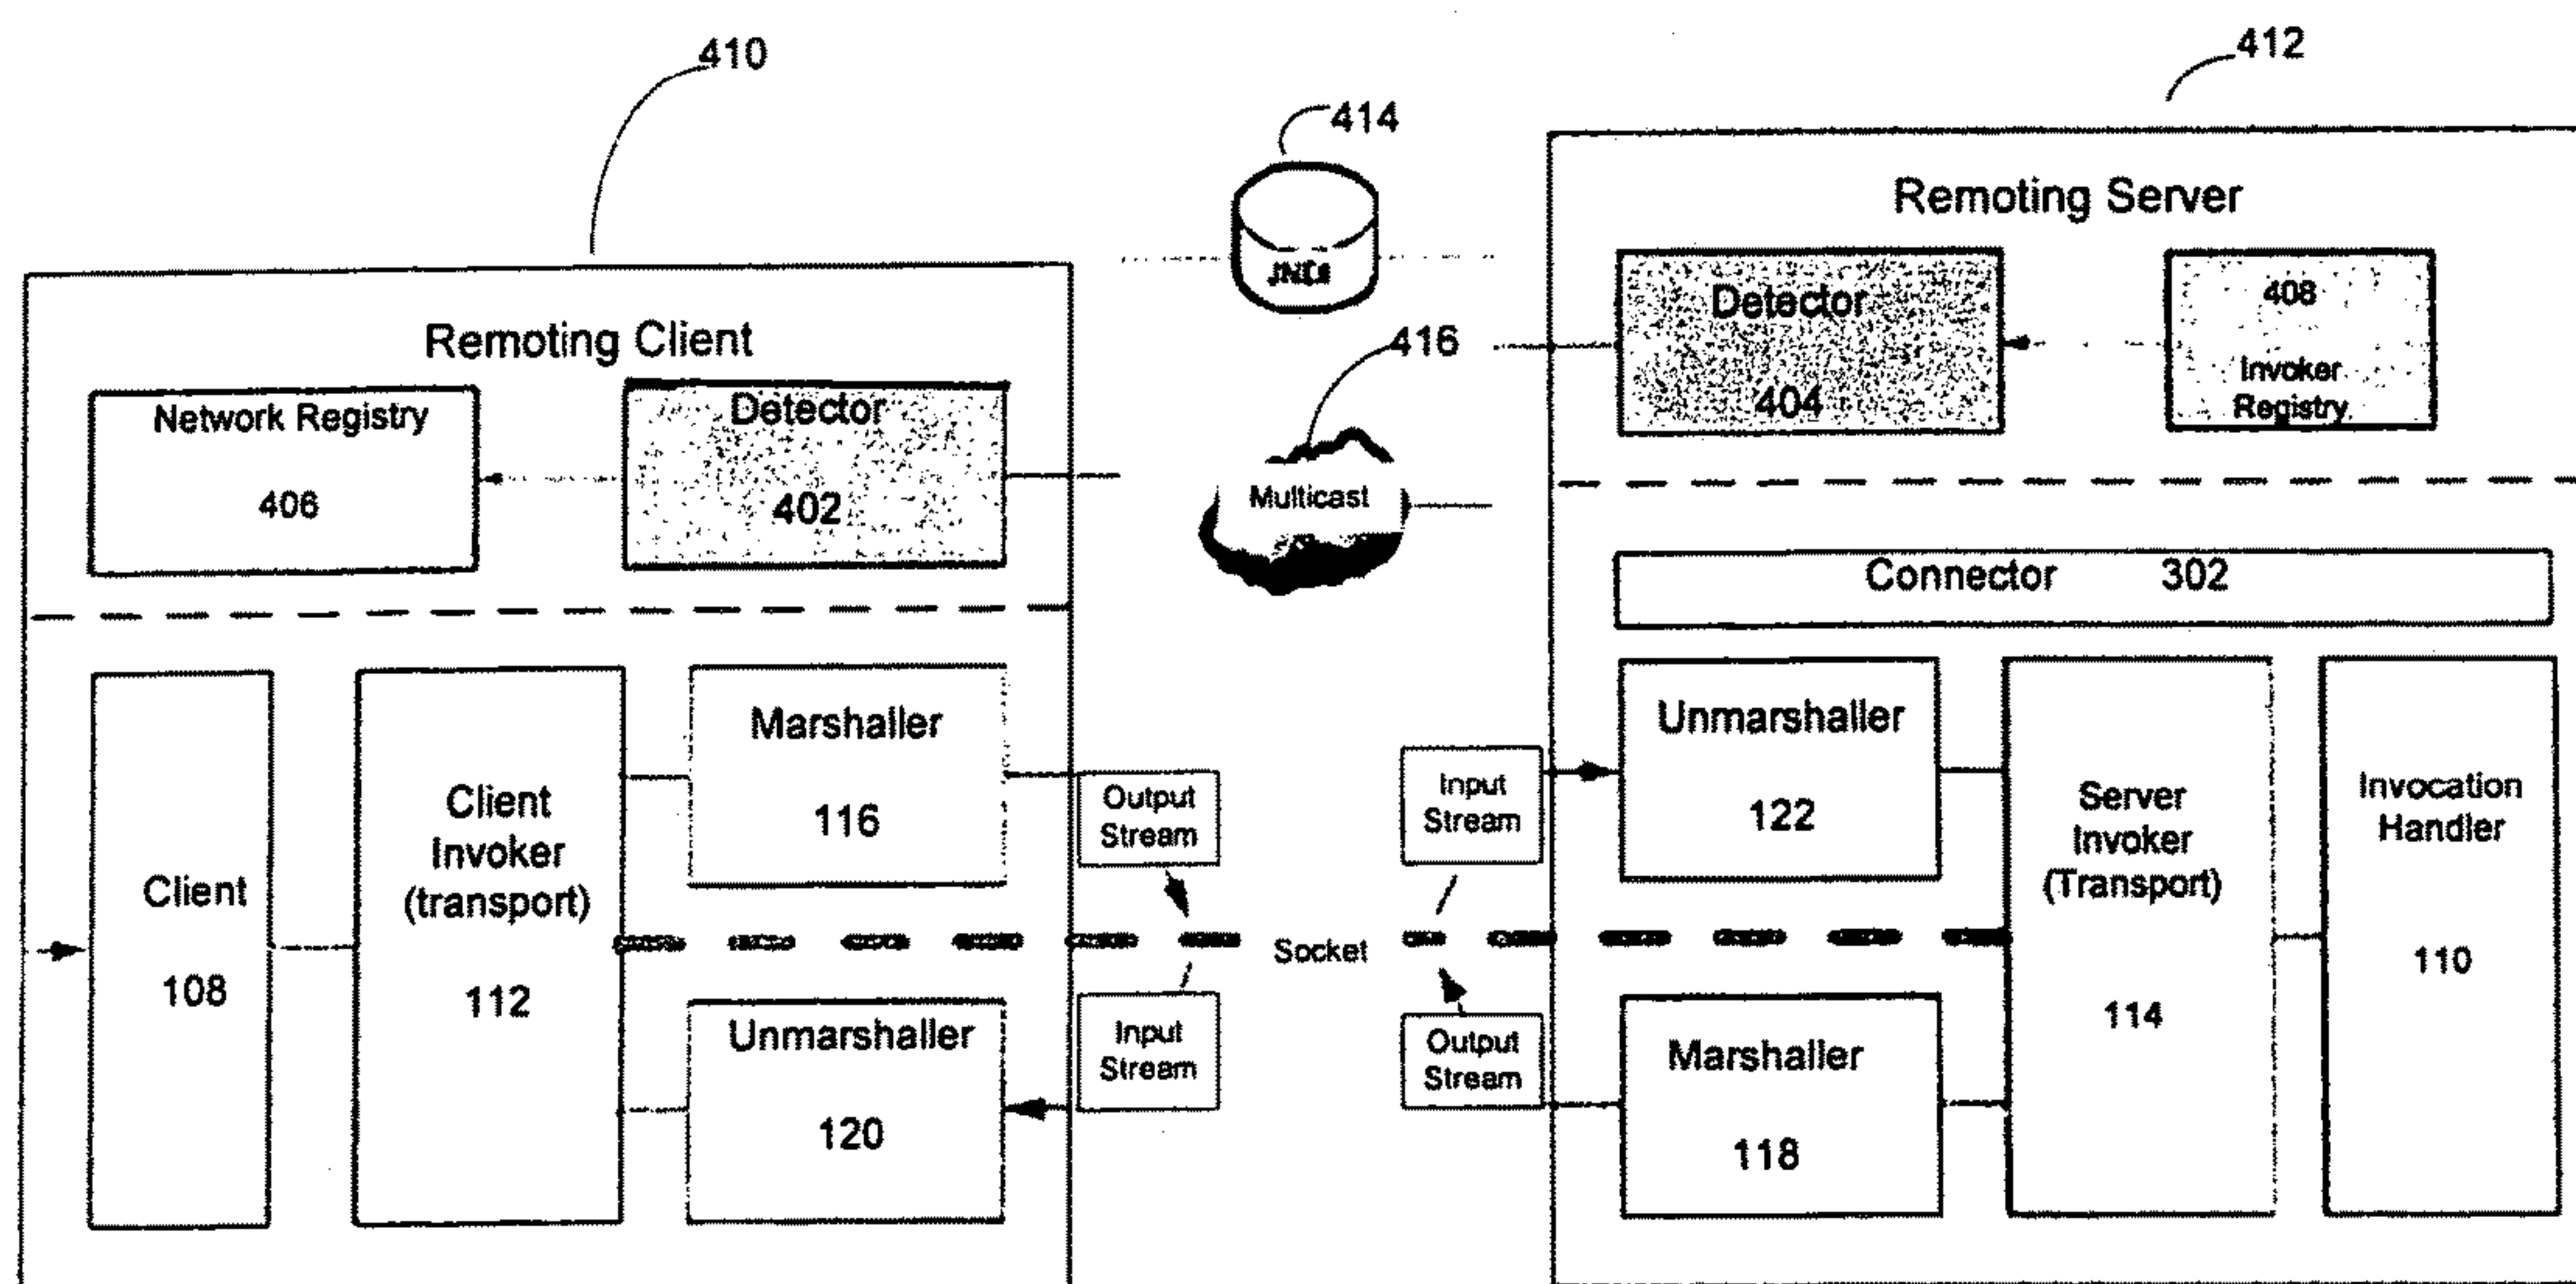 410
412
414
Remoting Server
JNDI
Detector
404
408
Invoker
Registry
Remoting Client
416
Network Registry
406
Detector
402
Multicast
Connector 302
Client
108
Client
Invoker
(transport)
112
Marshaller
116
Unmarshaller
120
Output
Stream
Input
Stream
Socket
Input
Stream
Output
Stream
Unmarshaller
122
Marshaller
118
Server
Invoker
(Transport)
114
Invocation
Handler
110